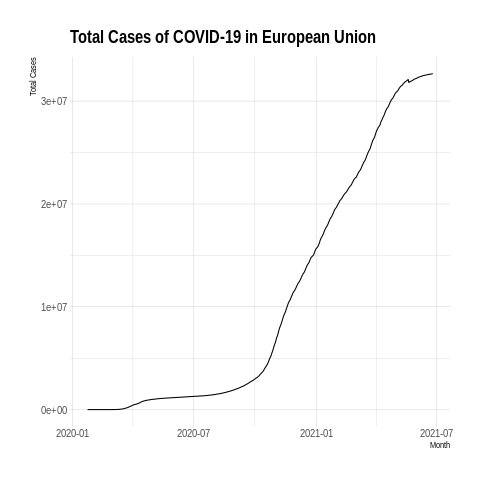 Total Cases of COVID-19 in European Union
Total Cases
3e+07
2e+07
1e+07
0e+00
2020-01 2020-07 2021-01 2021-07
Month